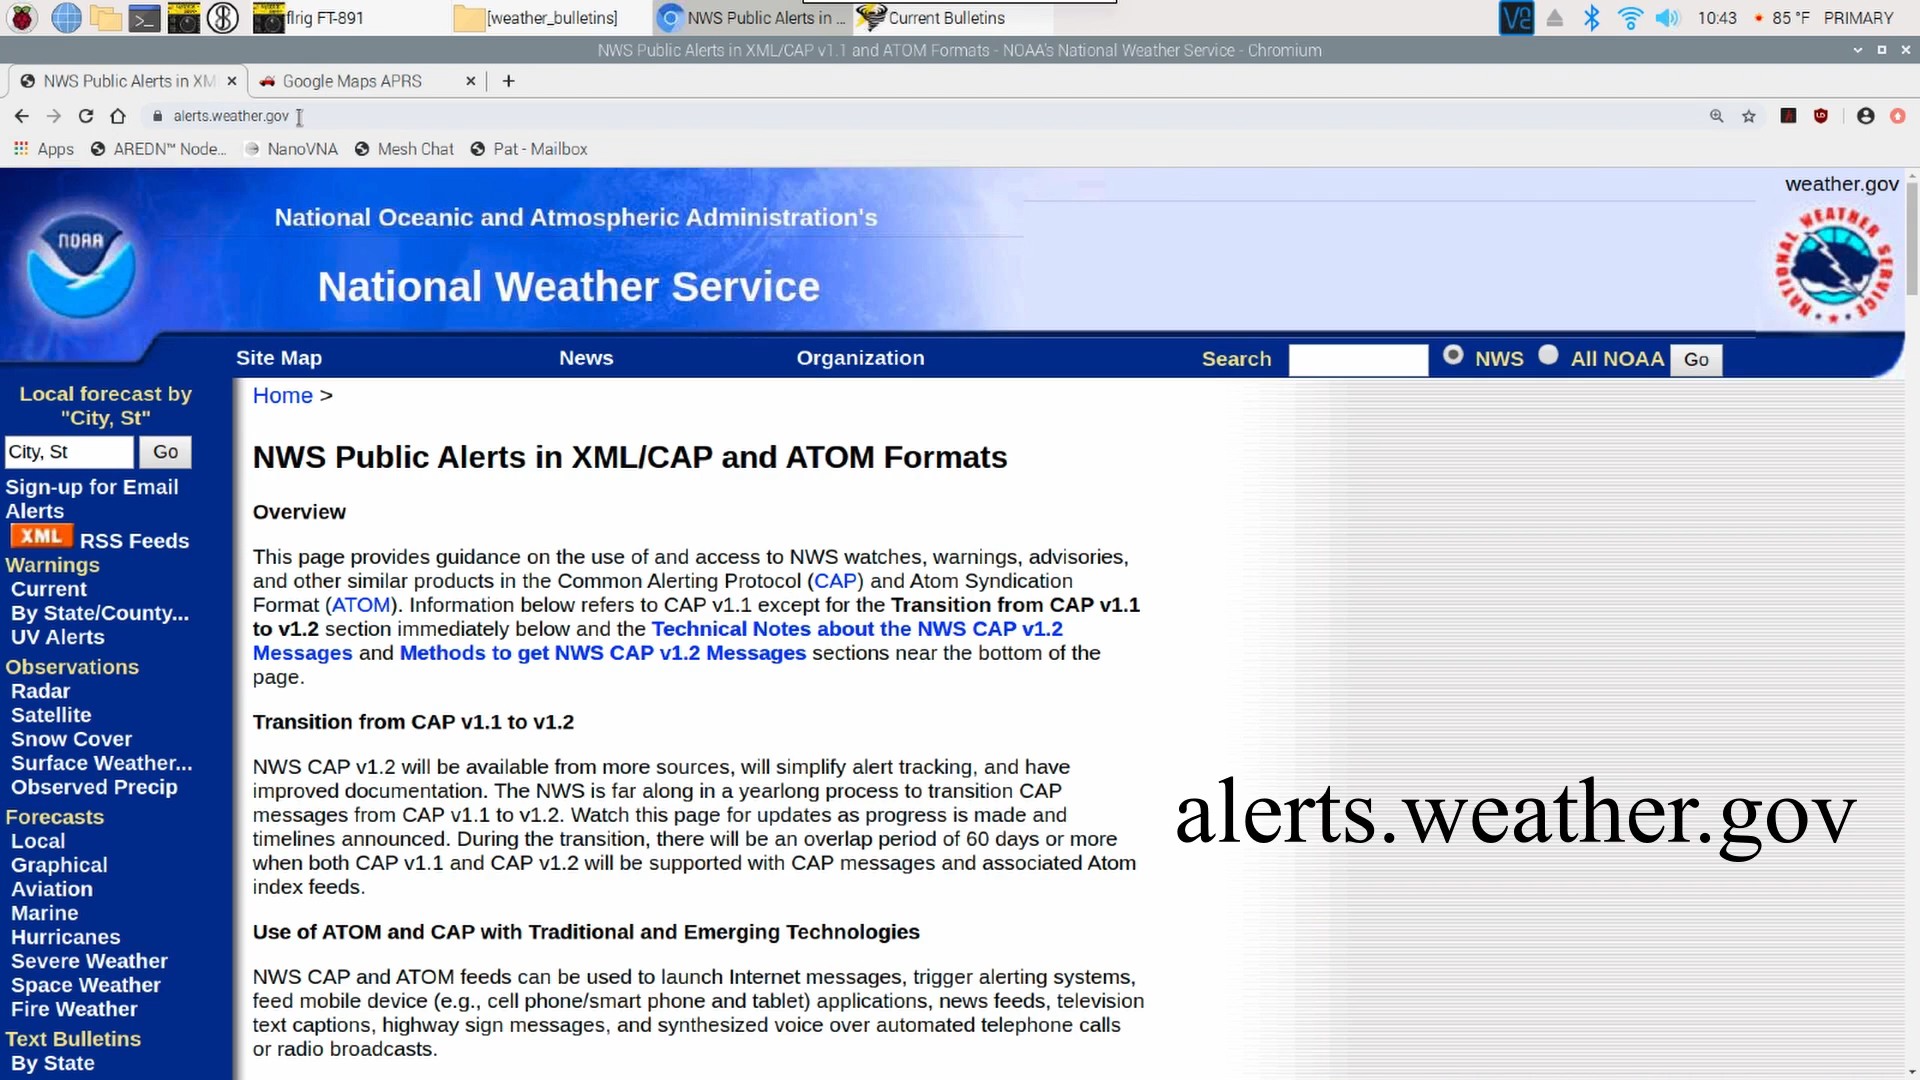 flrig FT-891
[weather_bulletins]
NWS Public Alerts in ...
Current Bulletins
10:43
85 °F
PRIMARY
NWS Public Alerts in XML/CAP v1.1 and ATOM Formats - NOAA's National Weather Service - Chromium
NWS Public Alerts in XM
Google Maps APRS
alerts.weather.gov
Apps
AREDN™ Node...
NanoVNA
Mesh Chat
Pat - Mailbox
weather.gov
NOAA
National Oceanic and Atmospheric Administration's
National Weather Service
NATIONAL WEATHER SERVICE
Site Map
News
Organization
Search
NWS
All NOAA
Go
Local forecast by
"City, St"
City, St
Go
Sign-up for Email
Alerts
XML RSS Feeds
Warnings
Current
By State/County...
UV Alerts
Observations
Radar
Satellite
Snow Cover
Surface Weather...
Observed Precip
Forecasts
Local
Graphical
Aviation
Marine
Hurricanes
Severe Weather
Space Weather
Fire Weather
Text Bulletins
By State
Home >
NWS Public Alerts in XML/CAP and ATOM Formats
Overview
This page provides guidance on the use of and access to NWS watches, warnings, advisories,
and other similar products in the Common Alerting Protocol (CAP) and Atom Syndication
Format (ATOM). Information below refers to CAP v1.1 except for the Transition from CAP v1.1
to v1.2 section immediately below and the Technical Notes about the NWS CAP v1.2
Messages and Methods to get NWS CAP v1.2 Messages sections near the bottom of the
page.
Transition from CAP v1.1 to v1.2
NWS CAP v1.2 will be available from more sources, will simplify alert tracking, and have
improved documentation. The NWS is far along in a yearlong process to transition CAP
messages from CAP v1.1 to v1.2. Watch this page for updates as progress is made and
timelines announced. During the transition, there will be an overlap period of 60 days or more
when both CAP v1.1 and CAP v1.2 will be supported with CAP messages and associated Atom
index feeds.
Use of ATOM and CAP with Traditional and Emerging Technologies
NWS CAP and ATOM feeds can be used to launch Internet messages, trigger alerting systems,
feed mobile device (e.g., cell phone/smart phone and tablet) applications, news feeds, television
text captions, highway sign messages, and synthesized voice over automated telephone calls
or radio broadcasts.
alerts.weather.gov